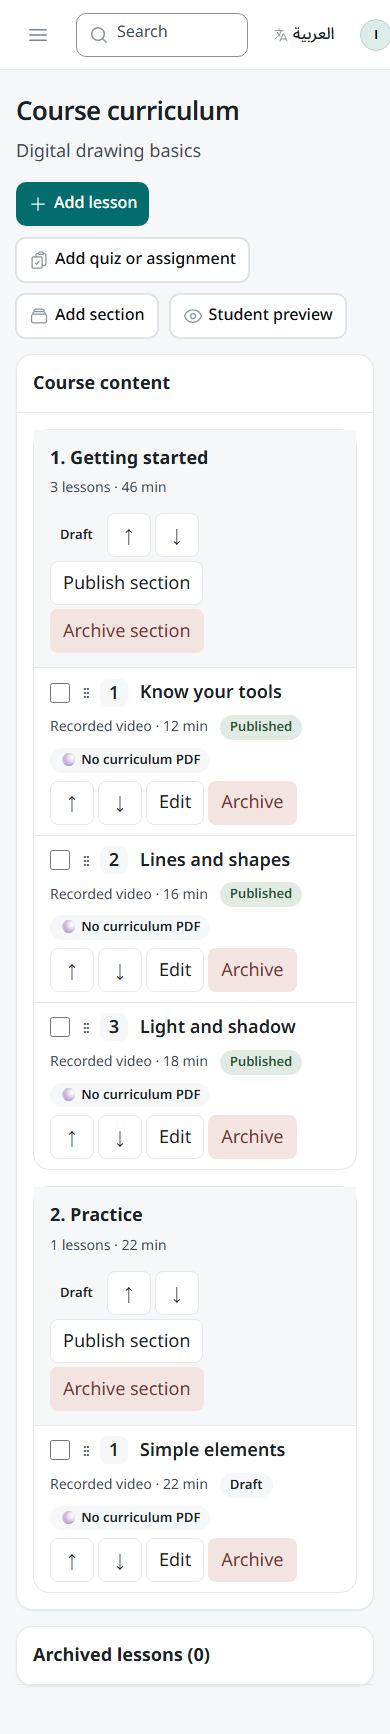 Search
العربية
I
Course curriculum
Digital drawing basics
Add lesson
Add quiz or assignment
Add section
Student preview
Course content
1. Getting started
3 lessons · 46 min
Draft ↑ ↓
Publish section
Archive section
1 Know your tools
Recorded video · 12 min Published
No curriculum PDF
↑ ↓ Edit Archive
2 Lines and shapes
Recorded video · 16 min Published
No curriculum PDF
↑ ↓ Edit Archive
3 Light and shadow
Recorded video · 18 min Published
No curriculum PDF
↑ ↓ Edit Archive
2. Practice
1 lessons · 22 min
Draft ↑ ↓
Publish section
Archive section
1 Simple elements
Recorded video · 22 min Draft
No curriculum PDF
↑ ↓ Edit Archive
Archived lessons (0)